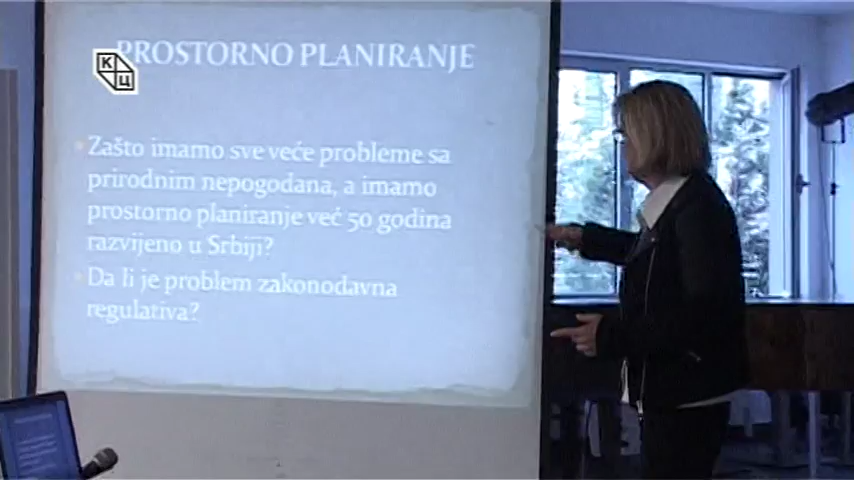 PROSTORNO PLANIRANJE
К
Ц
Zašto imamo sve veće probleme sa
prirodnim nepogodana, a imamo
prostorno planiranje već 50 godina
razvijeno u Srbiji?
Da li je problem zakonodavna
regulativa?